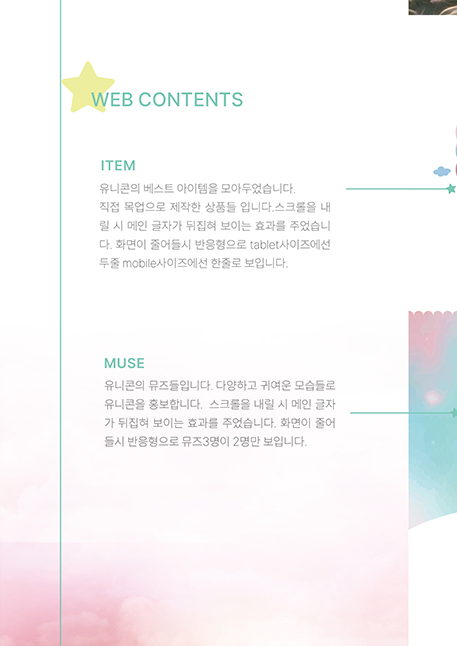 WEB CONTENTS
ITEM
유니콘의 베스트 아이템을 모아두었습니다.
직접 목업으로 제작한 상품들 입니다.스크롤을 내
릴 시 메인 글자가 뒤집혀 보이는 효과를 주었습니
다. 화면이 줄어들시 반응형으로 tablet사이즈에선
두줄 mobile사이즈에선 한줄로 보입니다.
MUSE
유니콘의 뮤즈들입니다. 다양하고 귀여운 모습들로
유니콘을 홍보합니다. 스크롤을 내릴 시 메인 글자
가 뒤집혀 보이는 효과를 주었습니다. 화면이 줄어
들시 반응형으로 뮤즈3명이 2명만 보입니다.